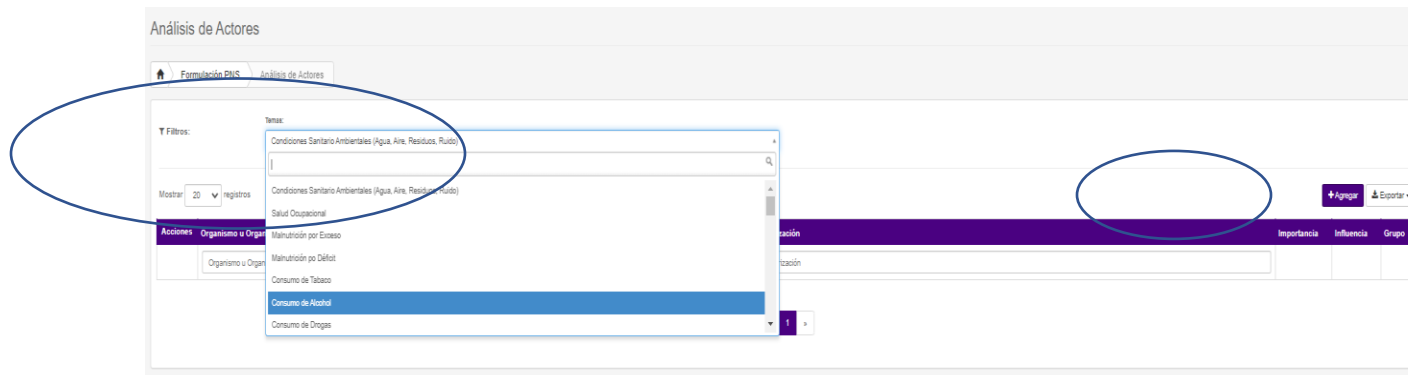 Análisis de Actores
Formulación PNS Análisis de Actores
Temas:
Filtros:
Condiciones Sanitario Ambientales (Agua, Aire, Residuos, Ruido)
Condiciones Sanitario Ambientales (Agua, Aire, Residuos, Ruido)
Mostrar 20 registros
+Agregar Exportar
Salud Ocupacional
Acciones Organismo u Organ Malnutrición por Exceso ización Importancia Influencia Grupo
Organismo u Organ Malnutrición po Déficit rización
Consumo de Tabaco
Consumo de Alcohol
Consumo de Drogas
1 »